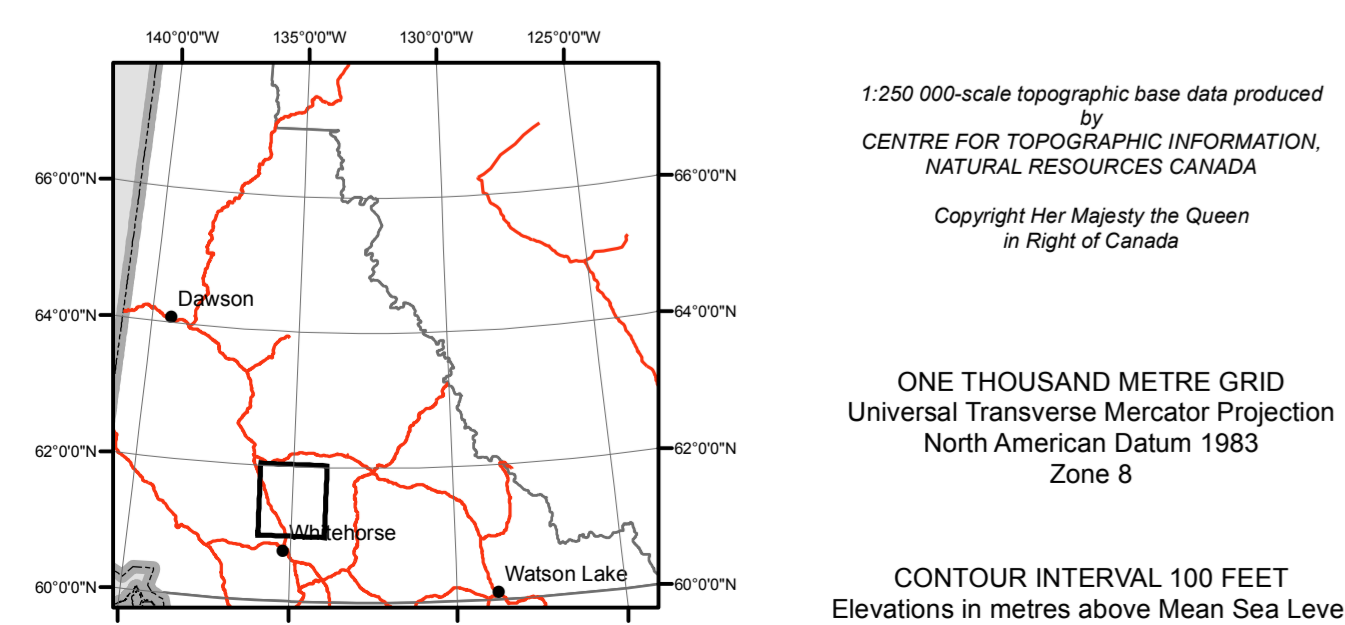 140°0'0"W 135°0'0"W 130°0'0"W 125°0'0"W
66°0'0"N 66°0'0"N
Dawson
64°0'0"N 64°0'0"N
62°0'0"N 62°0'0"N
Whitehorse
Watson Lake
60°0'0"N 60°0'0"N
1:250 000-scale topographic base data produced
by
CENTRE FOR TOPOGRAPHIC INFORMATION,
NATURAL RESOURCES CANADA
Copyright Her Majesty the Queen
in Right of Canada
ONE THOUSAND METRE GRID
Universal Transverse Mercator Projection
North American Datum 1983
Zone 8
CONTOUR INTERVAL 100 FEET
Elevations in metres above Mean Sea Leve